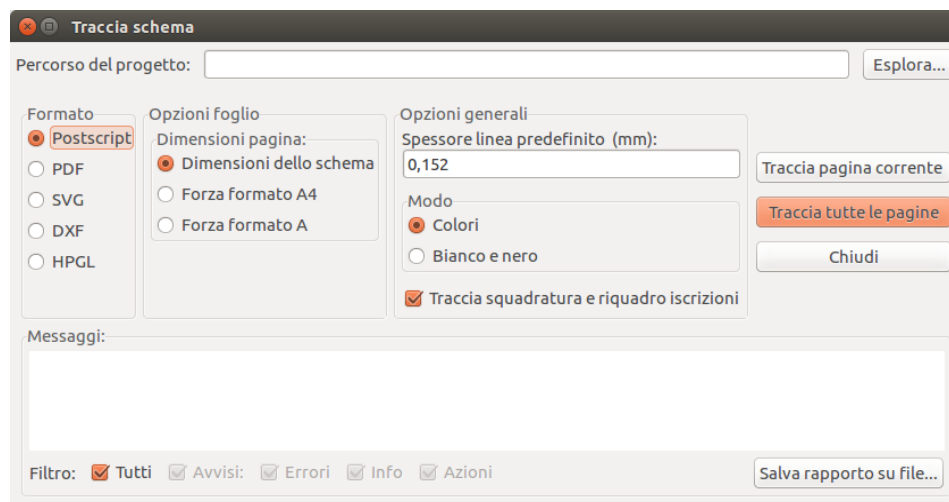 Traccia schema
Percorso del progetto:
Esplora...
Formato
Postscript
PDF
SVG
DXF
HPGL
Opzioni foglio
Dimensioni pagina:
Dimensioni dello schema
Forza formato A4
Forza formato A
Opzioni generali
Spessore linea predefinito (mm):
0,152
Modo
Colori
Bianco e nero
Traccia squadratura e riquadro iscrizioni
Traccia pagina corrente
Traccia tutte le pagine
Chiudi
Messaggi:
Filtro: Tutti Avvisi: Errori Info Azioni
Salva rapporto su file...